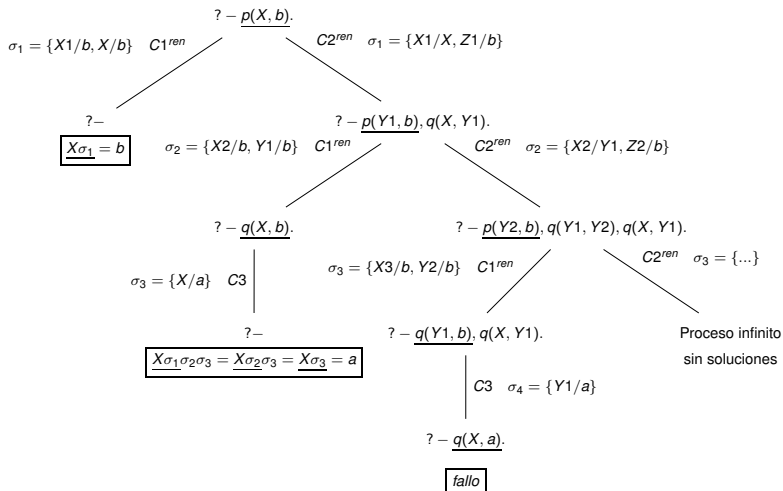 ? − p(X, b).
σ1 = {X1/b, X/b} C1ren
C2ren σ1 = {X1/X, Z1/b}
?−
Xσ1 = b
? − p(Y1, b), q(X, Y1).
σ2 = {X2/b, Y1/b} C1ren
C2ren σ2 = {X2/Y1, Z2/b}
? − q(X, b).
? − p(Y2, b), q(Y1, Y2), q(X, Y1).
σ3 = {X/a} C3
σ3 = {X3/b, Y2/b} C1ren
C2ren σ3 = {...}
?−
Xσ1σ2σ3 = Xσ2σ3 = Xσ3 = a
? − q(Y1, b), q(X, Y1).
Proceso infinito
sin soluciones
C3 σ4 = {Y1/a}
? − q(X, a).
fallo